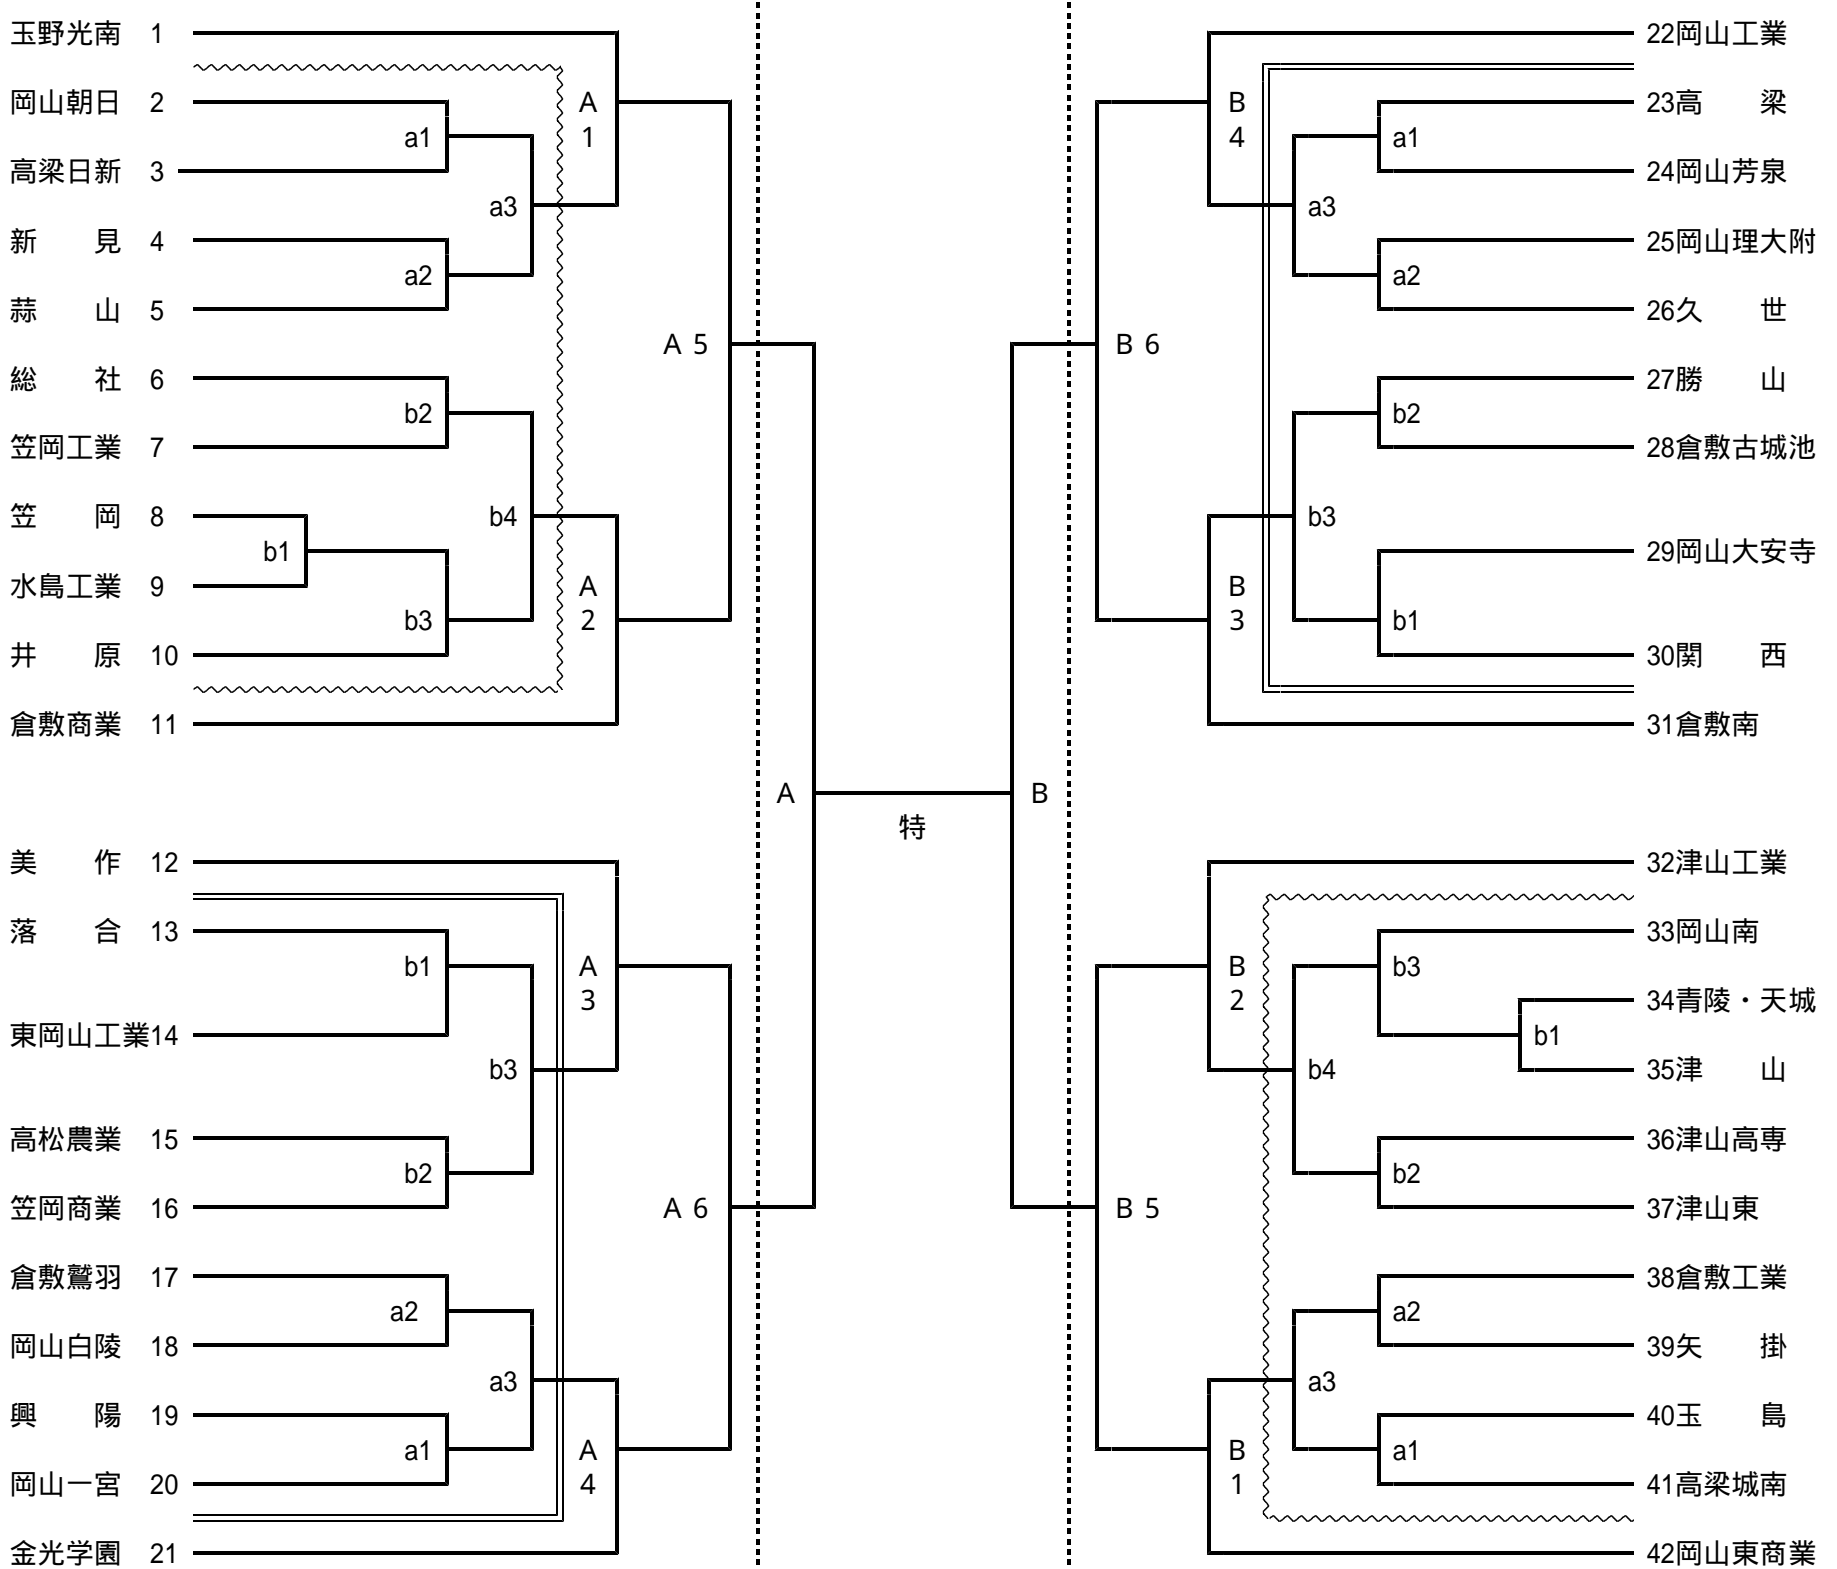 玉野光南 1
岡山朝日 2
高梁日新 3
新 見 4
蒜 山 5
総 社 6
笠岡工業 7
笠 岡 8
水島工業 9
井 原 10
倉敷商業 11
美 作 12
落 合 13
東岡山工業14
高松農業 15
笠岡商業 16
倉敷鷲羽 17
岡山白陵 18
興 陽 19
岡山一宮 20
金光学園 21
a1
a2
a3
b2
b1
b3
b4
A
1
A
2
A 5
b1
b2
b3
a2
a1
a3
A
3
A
4
A 6
A
特
B
B
4
B
3
B 6
a1
a2
a3
b2
b1
b3
B
2
B
1
B 5
b3
b1
b4
b2
a2
a3
a1
22岡山工業
23高 梁
24岡山芳泉
25岡山理大附
26久 世
27勝 山
28倉敷古城池
29岡山大安寺
30関 西
31倉敷南
32津山工業
33岡山南
34青陵・天城
35津 山
36津山高専
37津山東
38倉敷工業
39矢 掛
40玉 島
41高梁城南
42岡山東商業